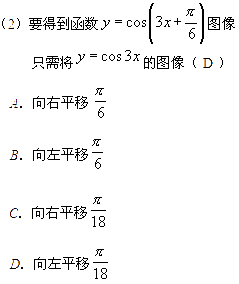 (2) 要得到函数 y = cos(3x + π/6) 图像
只需将 y = cos 3x 的图像（ D ）
A. 向右平移 π/6
B. 向左平移 π/6
C. 向右平移 π/18
D. 向左平移 π/18